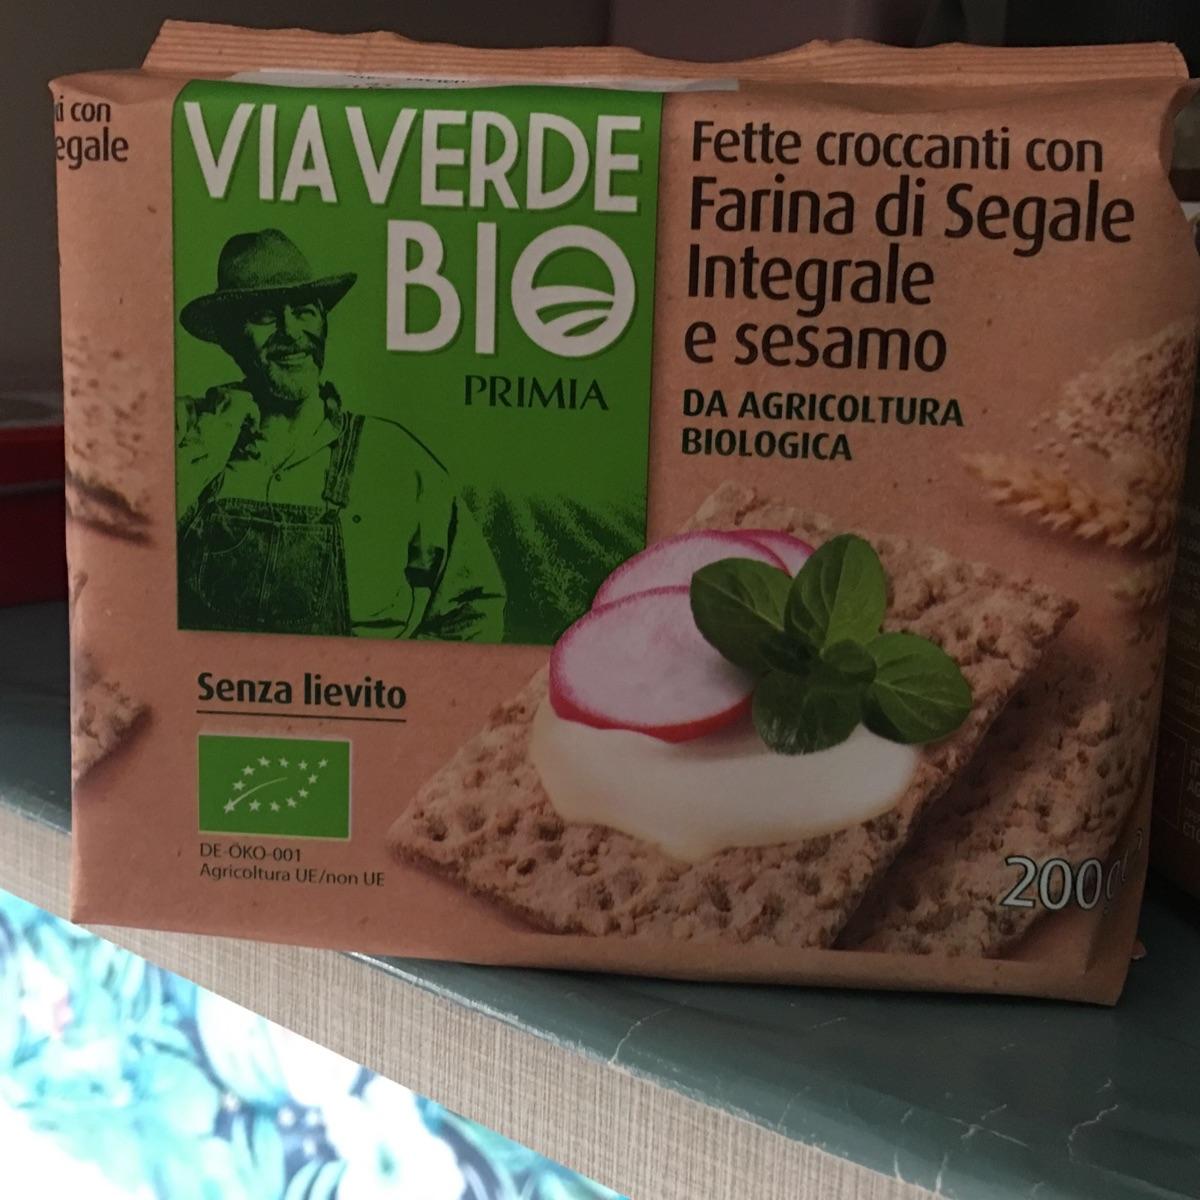 i con
egale
VIA VERDE
BIO
PRIMIA
Fette croccanti con
Farina di Segale
Integrale
e sesamo
DA AGRICOLTURA
BIOLOGICA
Senza lievito
DE-ÖKO-001
Agricoltura UE/non UE
200g